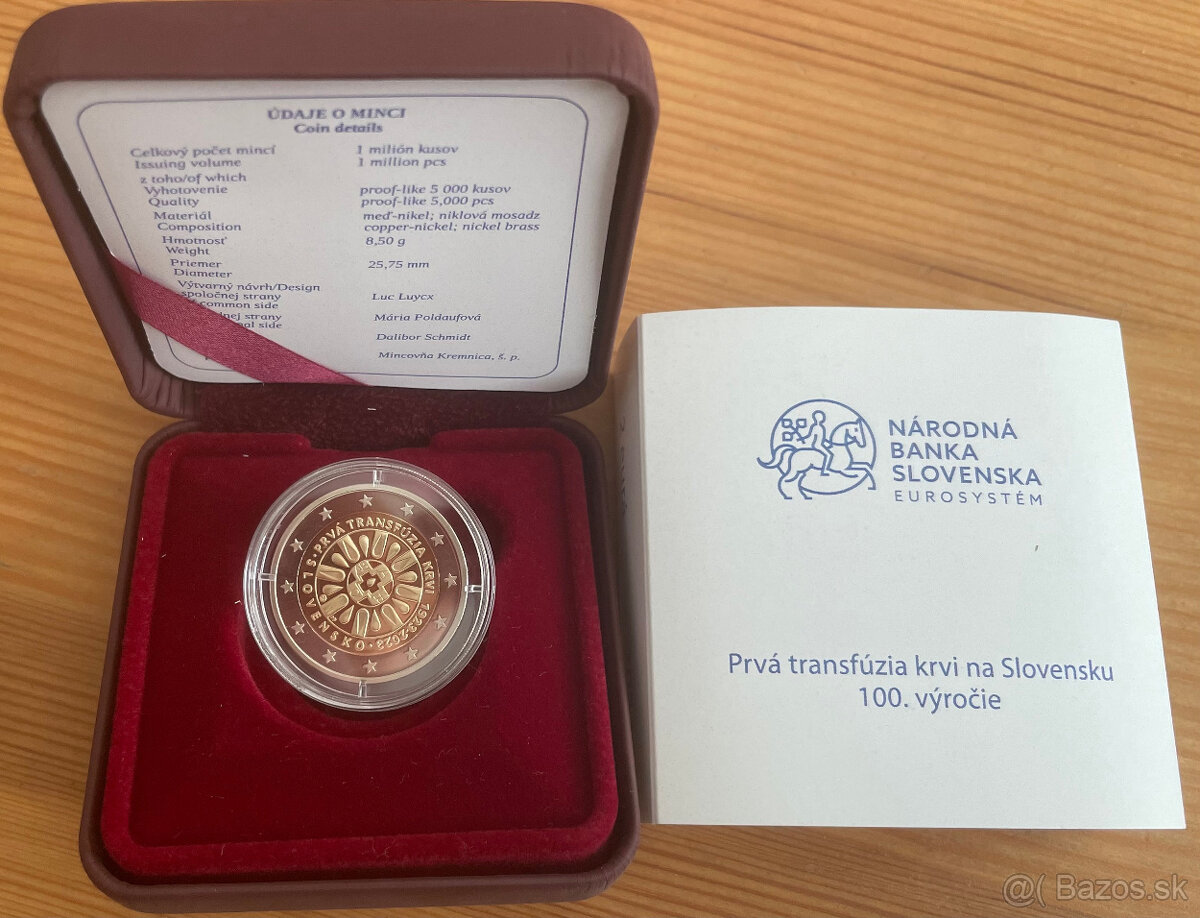 ÚDAJE O MINCI
Coin details
Celkový počet mincí 1 milión kusov
Issuing volume 1 million pcs
z toho/of which
Vyhotovenie proof-like 5 000 kusov
Quality proof-like 5,000 pcs
Materiál meď-nikel; niklová mosadz
Composition copper-nickel; nickel brass
Hmotnosť 8,50 g
Weight
Priemer 25,75 mm
Diameter
Výtvarný návrh/Design
spoločnej strany Luc Luycx
common side
strany Mária Poldaufová
side
Dalibor Schmidt
Mincovňa Kremnica, š. p.
SLOVENSKO · PRVÁ TRANSFÚZIA KRVI 1923-2023 ·
NÁRODNÁ
BANKA
SLOVENSKA
EUROSYSTÉM
Prvá transfúzia krvi na Slovensku
100. výročie
@( Bazos.sk